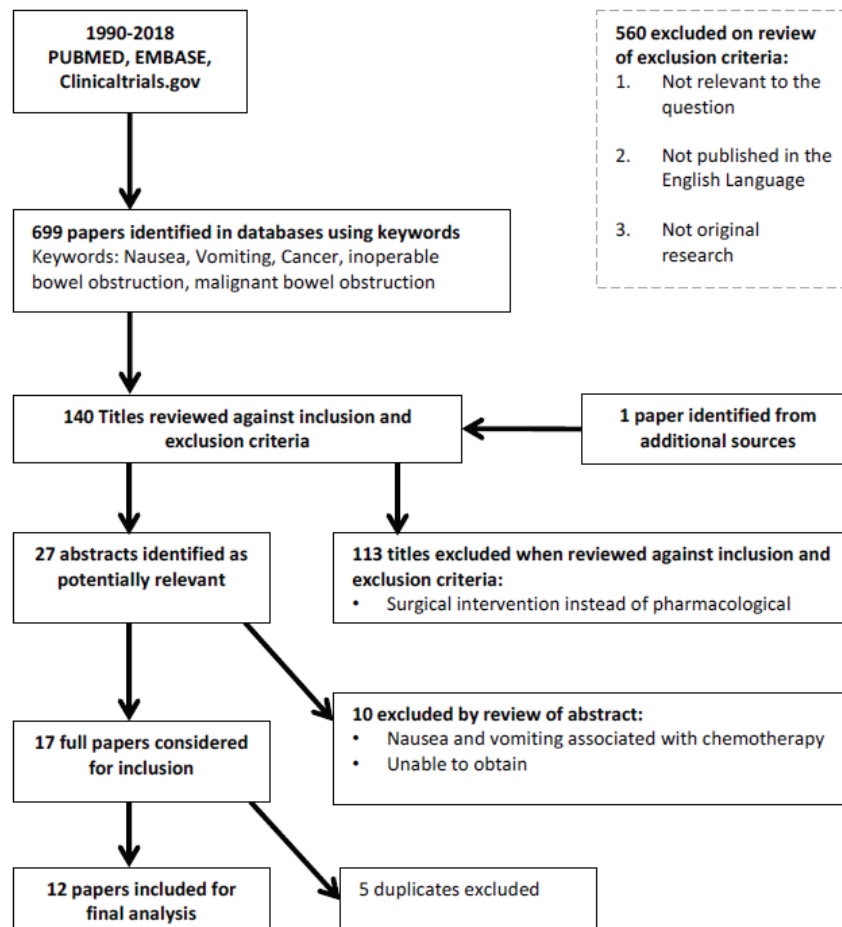 1990-2018
PUBMED, EMBASE,
Clinicaltrials.gov
560 excluded on review
of exclusion criteria:
1. Not relevant to the
question
2. Not published in the
English Language
3. Not original
research
699 papers identified in databases using keywords
Keywords: Nausea, Vomiting, Cancer, inoperable
bowel obstruction, malignant bowel obstruction
140 Titles reviewed against inclusion and
exclusion criteria
1 paper identified from
additional sources
27 abstracts identified as
potentially relevant
113 titles excluded when reviewed against inclusion and
exclusion criteria:
• Surgical intervention instead of pharmacological
10 excluded by review of abstract:
• Nausea and vomiting associated with chemotherapy
• Unable to obtain
17 full papers considered
for inclusion
12 papers included for
final analysis
5 duplicates excluded